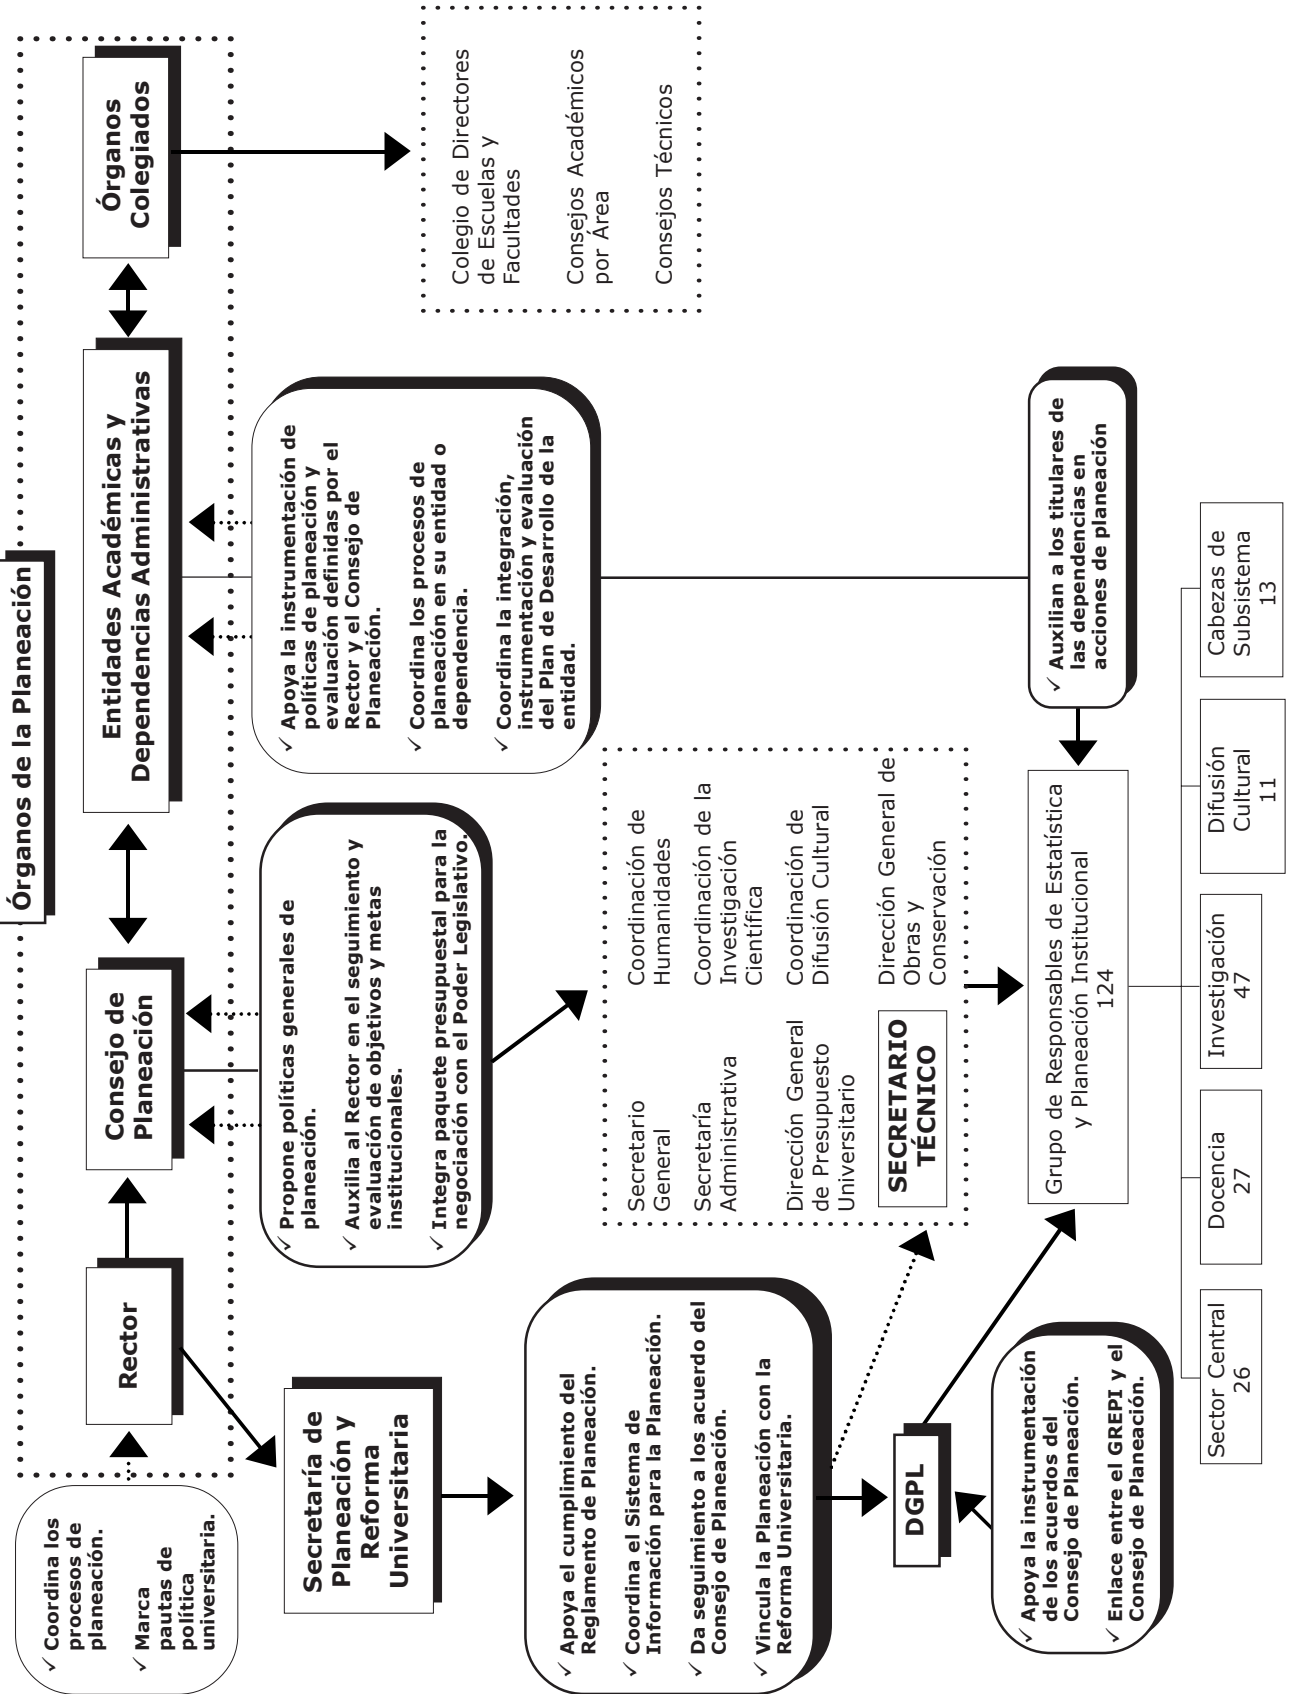 Órganos de la Planeación
✓ Coordina los
procesos de
planeación.
✓ Marca
pautas de
política
universitaria.
Rector
Consejo de
Planeación
Entidades Académicas y
Dependencias Administrativas
Órganos
Colegiados
Secretaría de
Planeación y
Reforma
Universitaria
✓ Propone políticas generales de
planeación.
✓ Auxilia al Rector en el seguimiento y
evaluación de objetivos y metas
institucionales.
✓ Integra paquete presupuestal para la
negociación con el Poder Legislativo.
✓ Apoya la instrumentación de
políticas de planeación y
evaluación definidas por el
Rector y el Consejo de
Planeación.
✓ Coordina los procesos de
planeación en su entidad o
dependencia.
✓ Coordina la integración,
instrumentación y evaluación
del Plan de Desarrollo de la
entidad.
Colegio de Directores
de Escuelas y
Facultades
Consejos Académicos
por Área
Consejos Técnicos
✓ Apoya el cumplimiento del
Reglamento de Planeación.
✓ Coordina el Sistema de
Información para la Planeación.
✓ Da seguimiento a los acuerdo del
Consejo de Planeación.
✓ Vincula la Planeación con la
Reforma Universitaria.
Secretario
General
Secretaría
Administrativa
Dirección General
de Presupuesto
Universitario
SECRETARIO
TÉCNICO
Coordinación de
Humanidades
Coordinación de la
Investigación
Científica
Coordinación de
Difusión Cultural
Dirección General de
Obras y
Conservación
DGPL
✓ Apoya la instrumentación
de los acuerdos del
Consejo de Planeación.
✓ Enlace entre el GREPI y el
Consejo de Planeación.
Grupo de Responsables de Estatística
y Planeación Institucional
124
✓ Auxilian a los titulares de
las dependencias en
acciones de planeación
Sector Central
26
Docencia
27
Investigación
47
Difusión
Cultural
11
Cabezas de
Subsistema
13